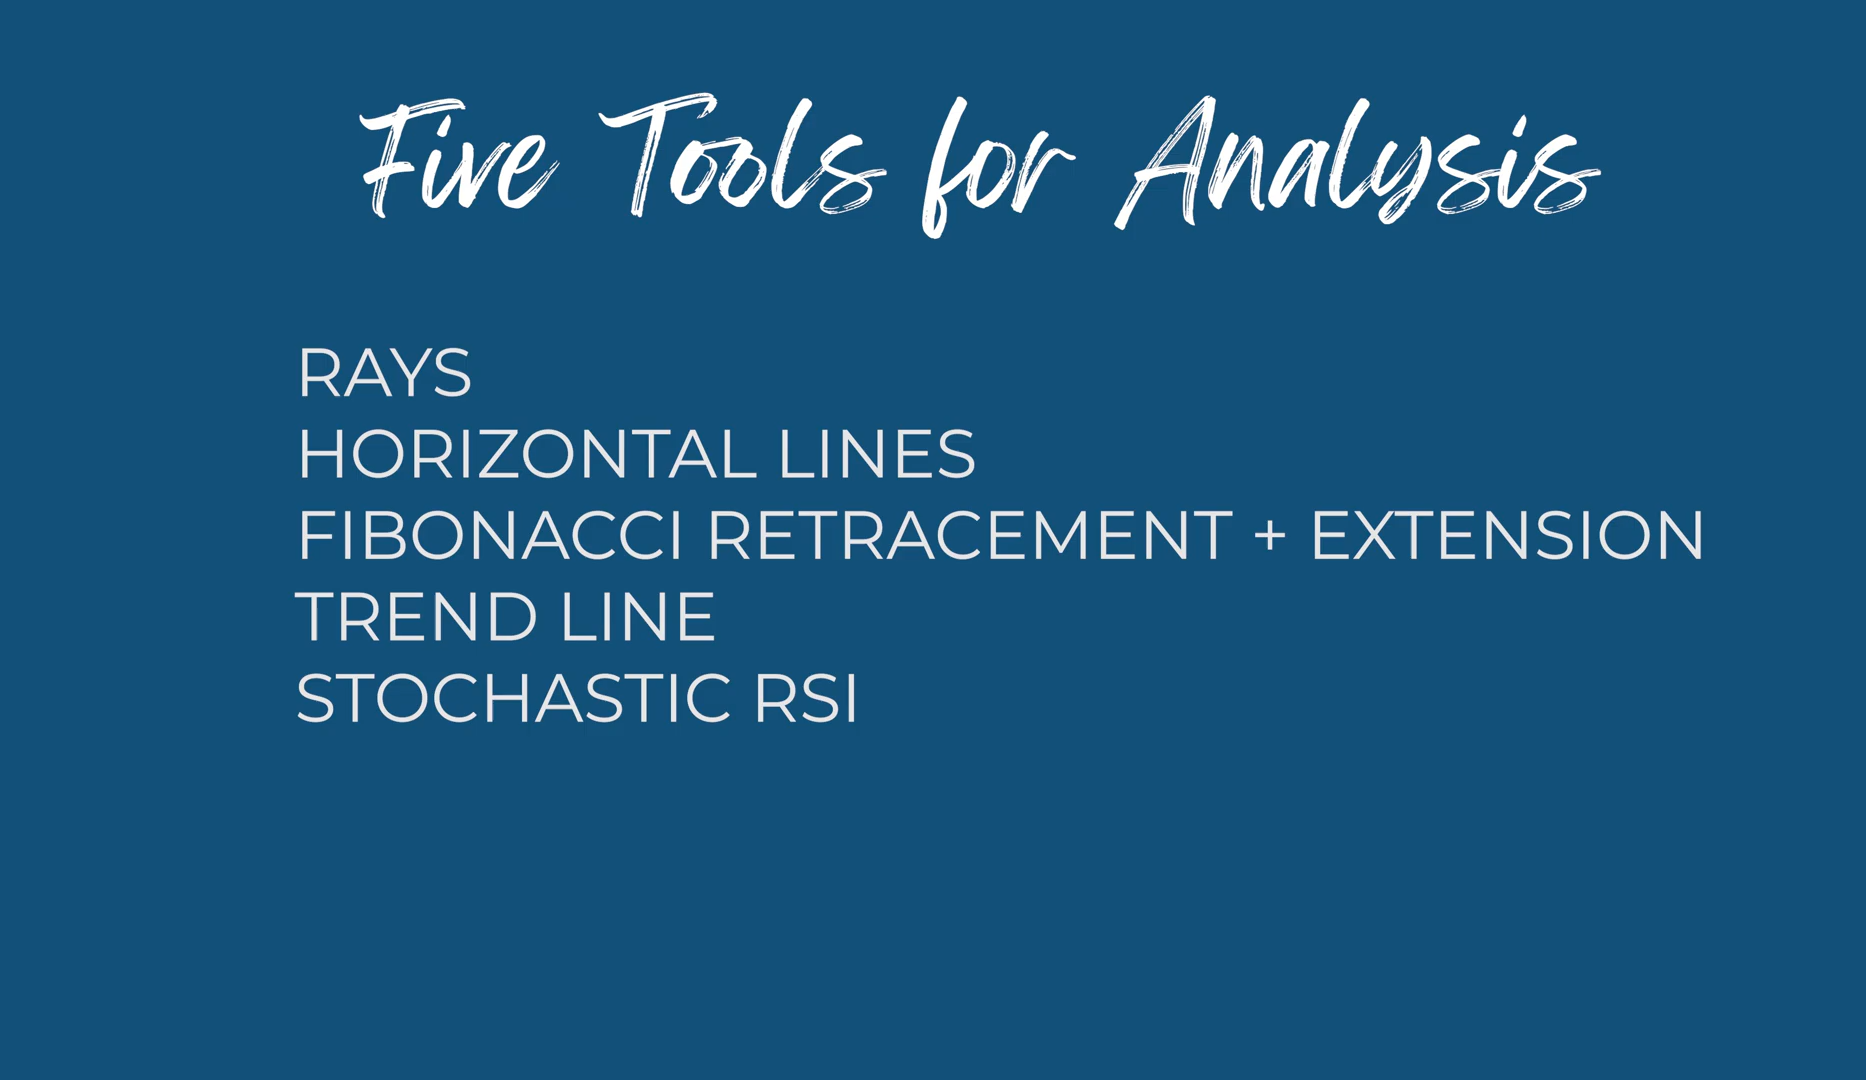 Five Tools for Analysis
RAYS
HORIZONTAL LINES
FIBONACCI RETRACEMENT + EXTENSION
TREND LINE
STOCHASTIC RSI